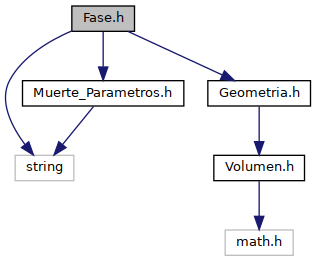 Fase.h
Muerte_Parametros.h
Geometria.h
string
Volumen.h
math.h